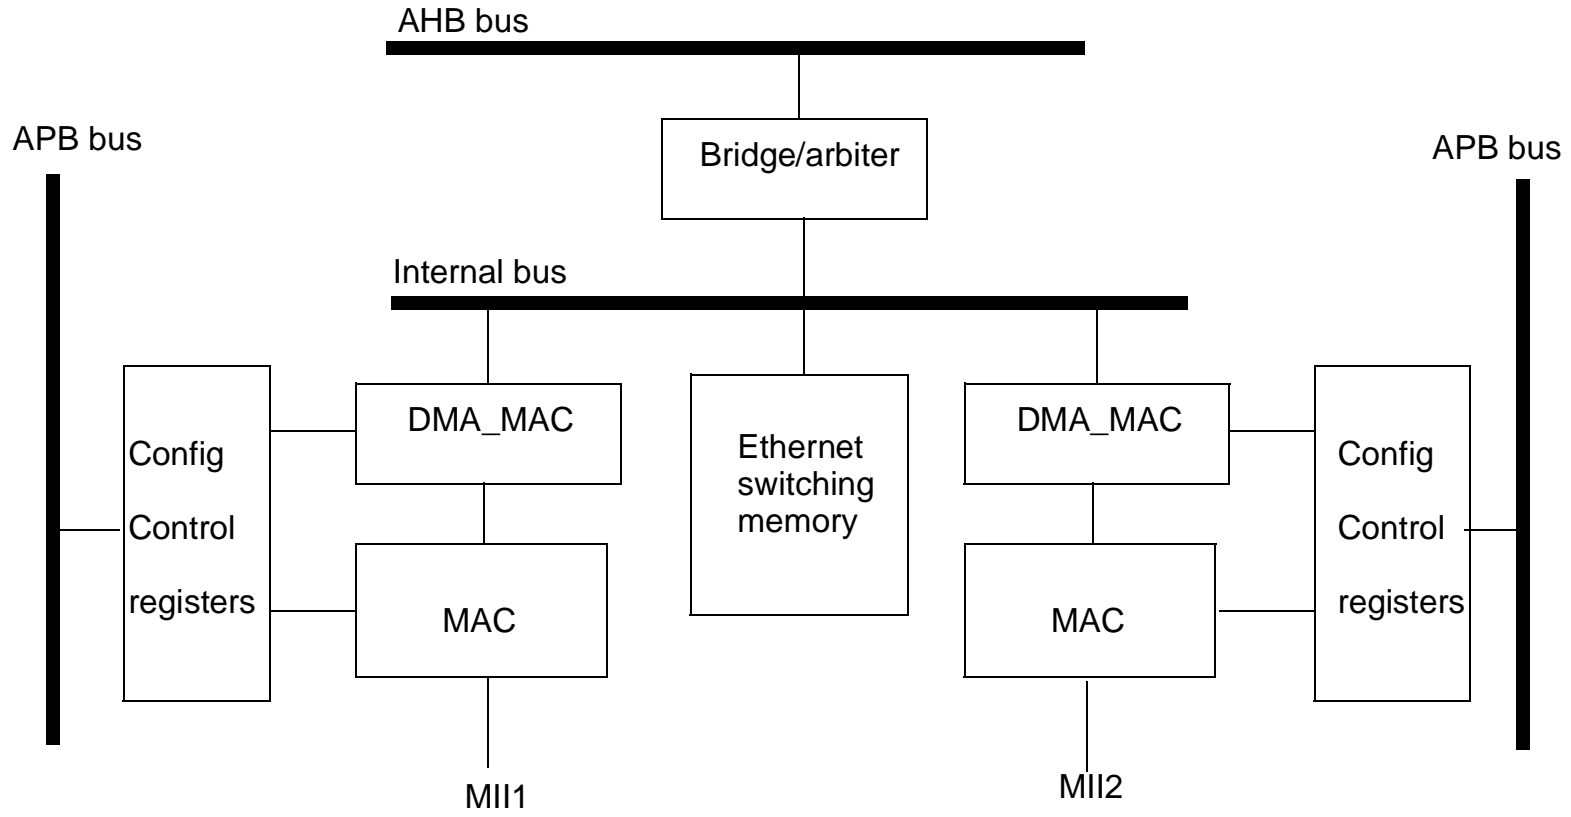 AHB bus
APB bus
Bridge/arbiter
APB bus
Internal bus
DMA_MAC
DMA_MAC
Config
Control
registers
Ethernet
switching
memory
Config
Control
registers
MAC
MAC
MII1
MII2